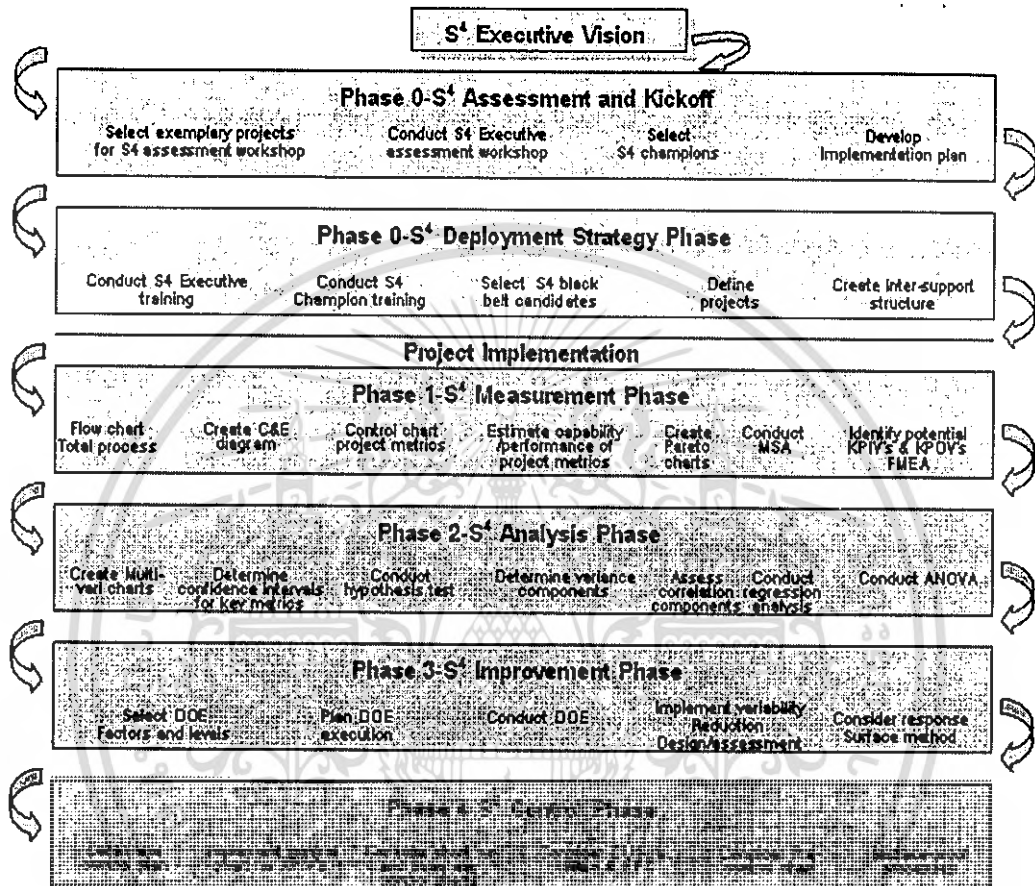 S⁴ Executive Vision
Phase 0-S⁴ Assessment and Kickoff
Select exemplary projects
for S4 assessment workshop
Conduct S4 Executive
assessment workshop
Select
S4 champions
Develop
Implementation plan
Phase 0-S⁴ Deployment Strategy Phase
Conduct S4 Executive
training
Conduct S4
Champion training
Select S4 black
belt candidates
Define
projects
Create inter-support
structure
Project Implementation
Phase 1-S⁴ Measurement Phase
Flow chart
Total process
Create C&E
diagram
Control chart
project metrics
Estimate capability
/performance of
project metrics
Create
Pareto
charts
Conduct
MSA
Identify potential
KPIV's & KPOV's
FMEA
Phase 2-S⁴ Analysis Phase
Create Multi-
vari charts
Determine
confidence intervals
for key metrics
Conduct
hypothesis test
Determine variance
components
Assess
correlation
components
Conduct
regression
analysis
Conduct ANOVA
Phase 3-S⁴ Improvement Phase
Select DOE
Factors and levels
Plan DOE
execution
Conduct DOE
Implement variability
Reduction
Design/assessment
Consider response
Surface method
Phase 4-S⁴ Control Phase